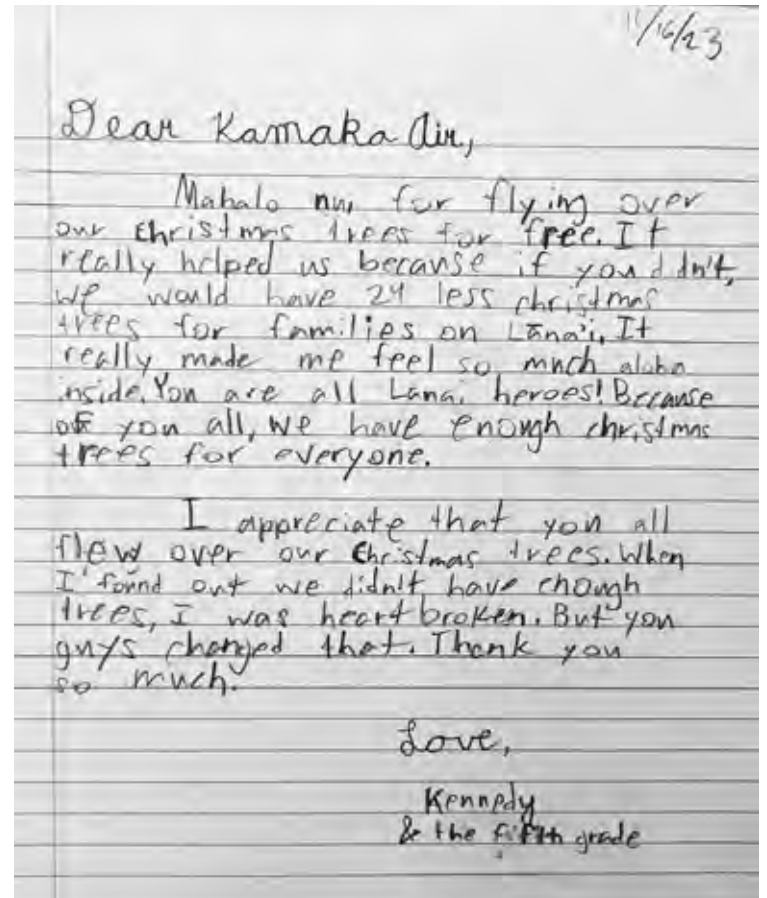 11/16/23
Dear Kamaka Air,
Mahalo nui for flying over
our christmas trees for free. It
really helped us because if you didn't,
we would have 24 less christmas
trees for families on Lāna'i. It
really made me feel so much aloha
inside. You are all Lanai heroes! Because
of you all, we have enough christmas
trees for everyone.
I appreciate that you all
flew over our Christmas trees. When
I found out we didn't have enough
trees, I was heart broken. But you
guys changed that. Thank you
so much.
Love,
Kennedy
& the fifth grade